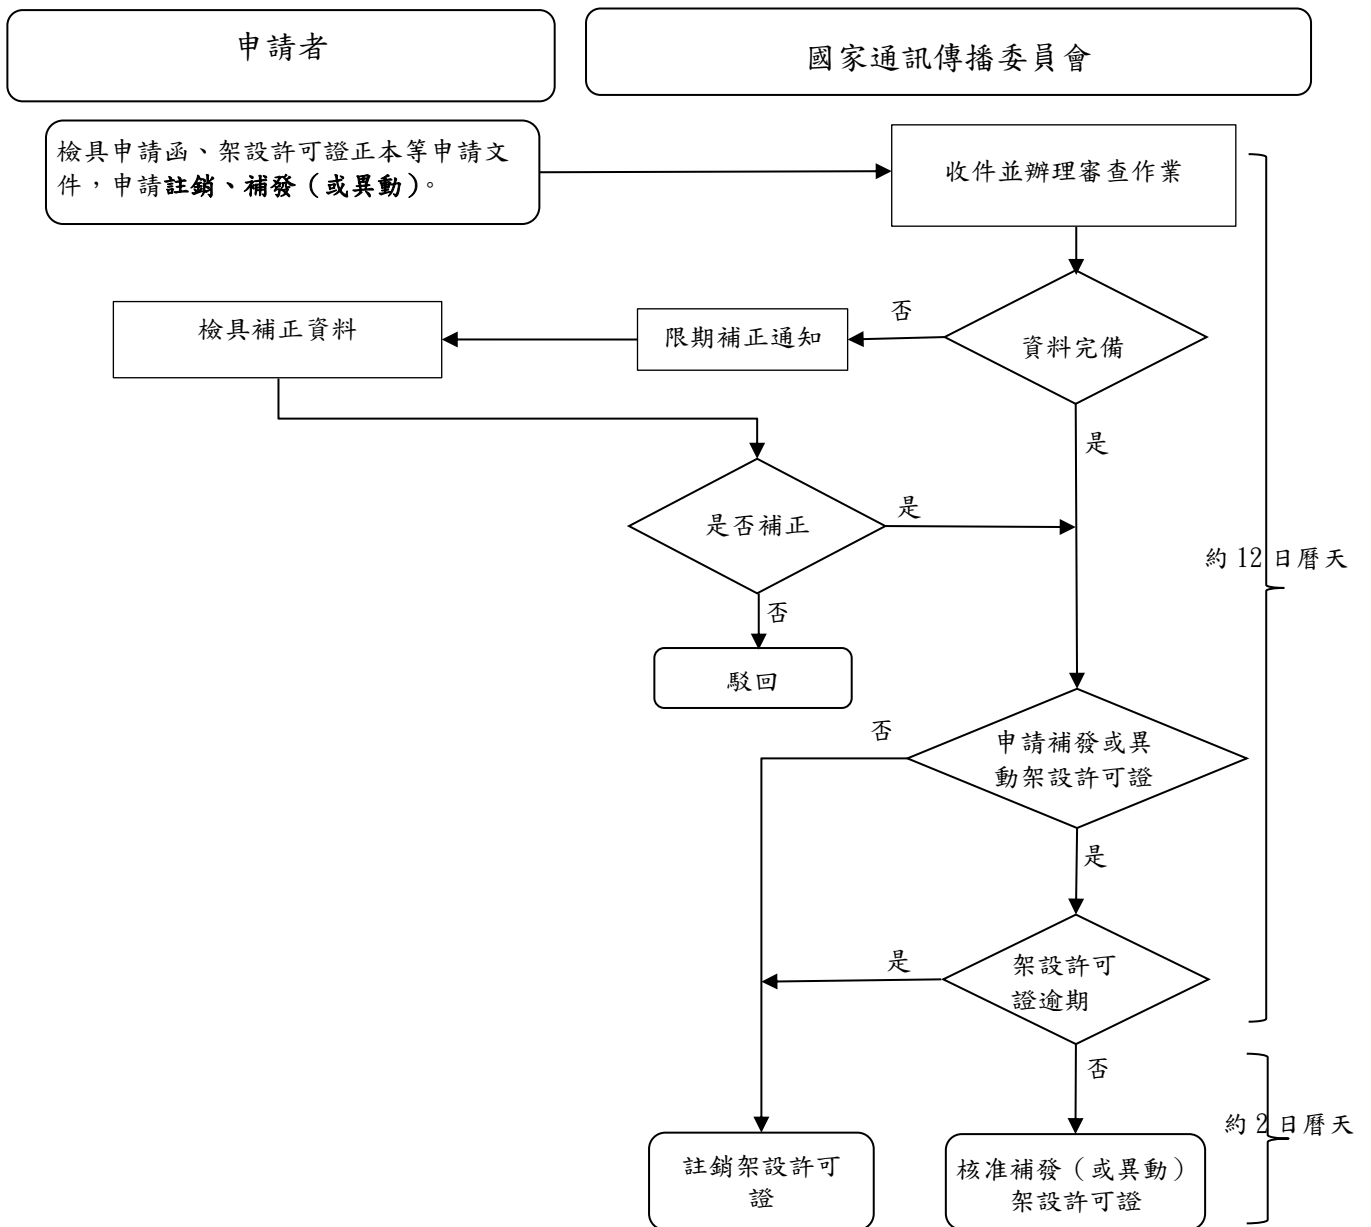 申請者
國家通訊傳播委員會
檢具申請函、架設許可證正本等申請文
件，申請註銷、補發（或異動）。
收件並辦理審查作業
資料完備
否
限期補正通知
檢具補正資料
是
是否補正
是
否
駁回
約 12 日曆天
申請補發或異
動架設許可證
否
是
架設許可
證逾期
是
否
約 2 日曆天
註銷架設許可
證
核准補發（或異動）
架設許可證